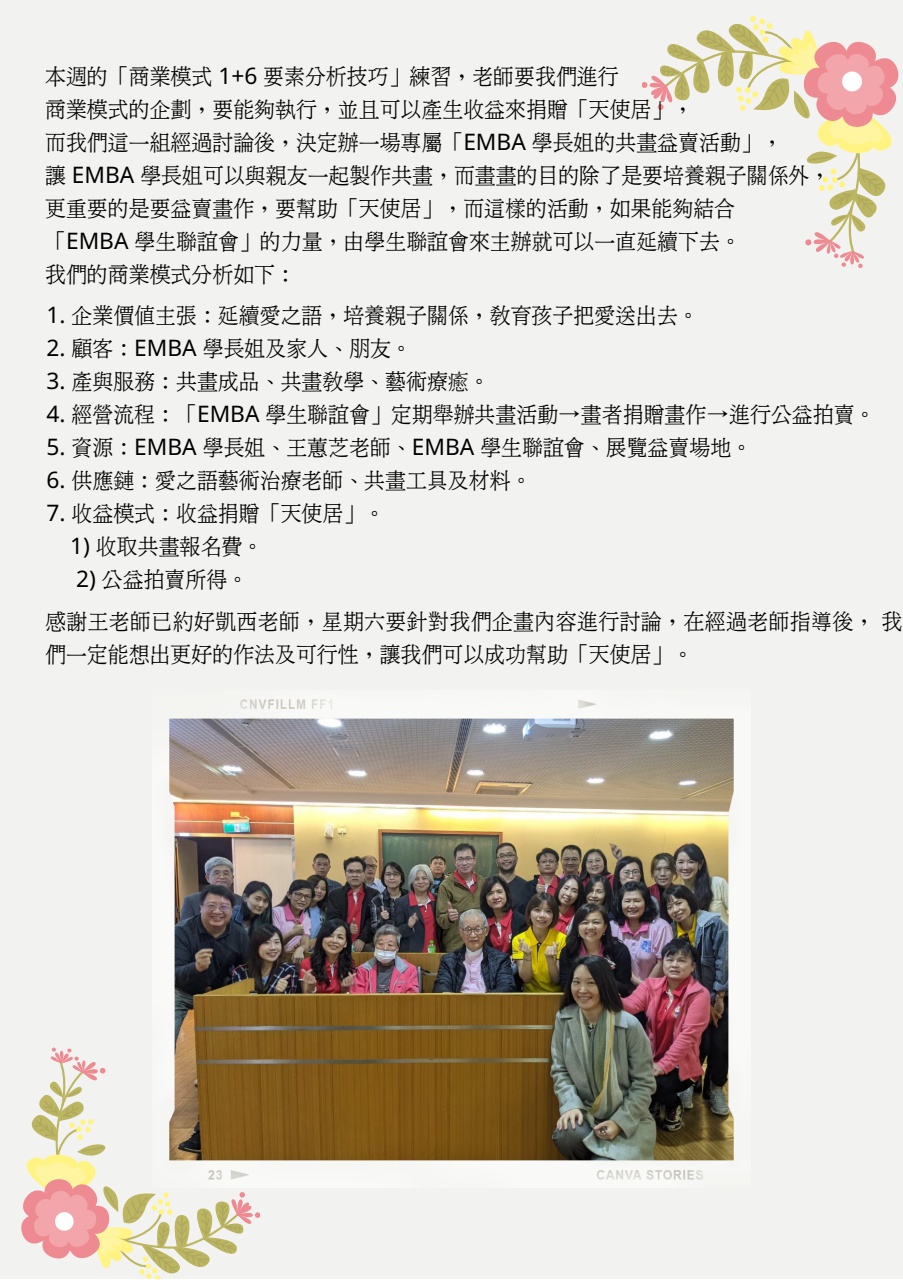 本週的「商業模式 1+6 要素分析技巧」練習，老師要我們進行
商業模式的企劃，要能夠執行，並且可以產生收益來捐贈「天使居」，
而我們這一組經過討論後，決定辦一場專屬「EMBA 學長姐的共畫益賣活動」，
讓 EMBA 學長姐可以與親友一起製作共畫，而畫畫的目的除了是要培養親子關係外，
更重要的是要益賣畫作，要幫助「天使居」，而這樣的活動，如果能夠結合
「EMBA 學生聯誼會」的力量，由學生聯誼會來主辦就可以一直延續下去。
我們的商業模式分析如下：
1. 企業價值主張：延續愛之語，培養親子關係，教育孩子把愛送出去。
2. 顧客：EMBA 學長姐及家人、朋友。
3. 產與服務：共畫成品、共畫教學、藝術療癒。
4. 經營流程：「EMBA 學生聯誼會」定期舉辦共畫活動→畫者捐贈畫作→進行公益拍賣。
5. 資源：EMBA 學長姐、王蕙芝老師、EMBA 學生聯誼會、展覽益賣場地。
6. 供應鏈：愛之語藝術治療老師、共畫工具及材料。
7. 收益模式：收益捐贈「天使居」。
1) 收取共畫報名費。
2) 公益拍賣所得。
感謝王老師已約好凱西老師，星期六要針對我們企畫內容進行討論，在經過老師指導後， 我
們一定能想出更好的作法及可行性，讓我們可以成功幫助「天使居」。
CNVFILLM FF1
23
CANVA STORIES